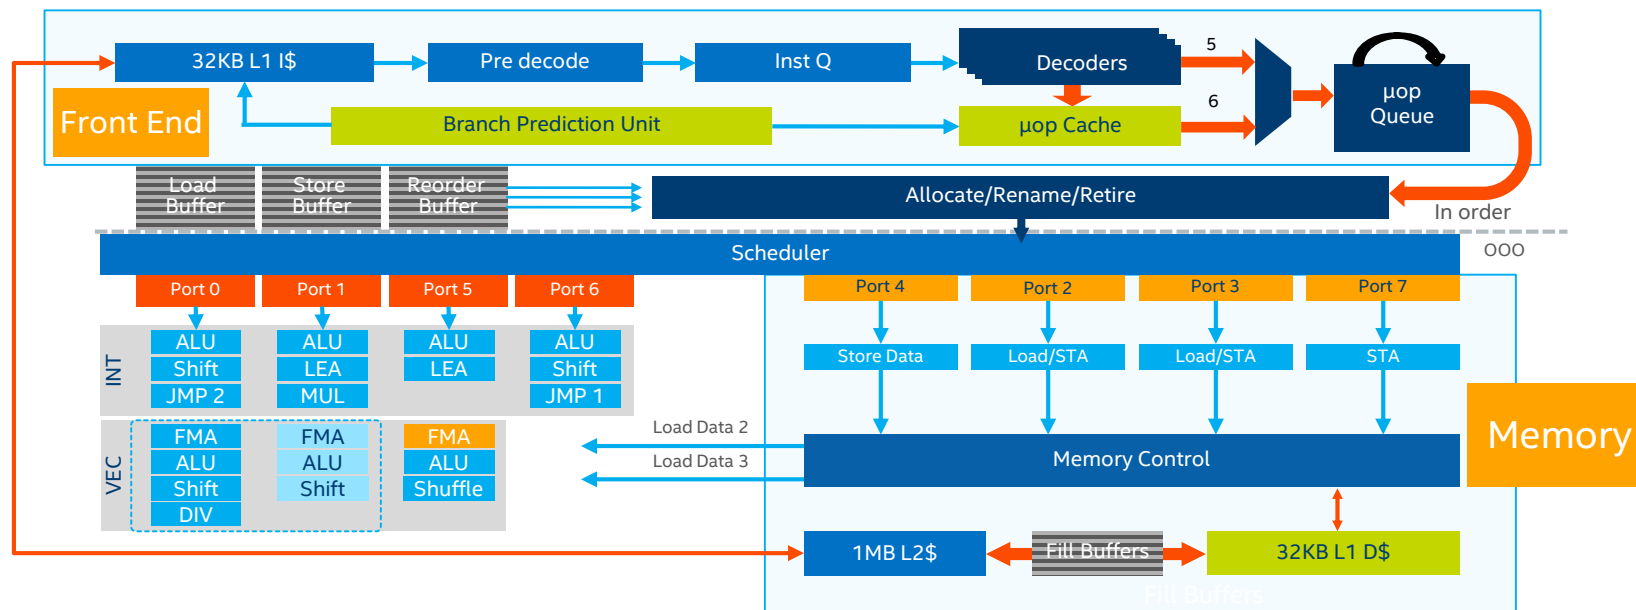 32KB L1 I$
Pre decode
Inst Q
Decoders
5
6
μop
Queue
Front End
Branch Prediction Unit
μop Cache
Load
Buffer
Store
Buffer
Reorder
Buffer
Allocate/Rename/Retire
In order
Scheduler
OOO
Port 0
Port 1
Port 5
Port 6
Port 4
Port 2
Port 3
Port 7
INT
ALU
Shift
JMP 2
ALU
LEA
MUL
ALU
LEA
ALU
Shift
JMP 1
Store Data
Load/STA
Load/STA
STA
VEC
FMA
ALU
Shift
DIV
FMA
ALU
Shift
FMA
ALU
Shuffle
Load Data 2
Load Data 3
Memory Control
Memory
1MB L2$
Fill Buffers
32KB L1 D$
Fill Buffers